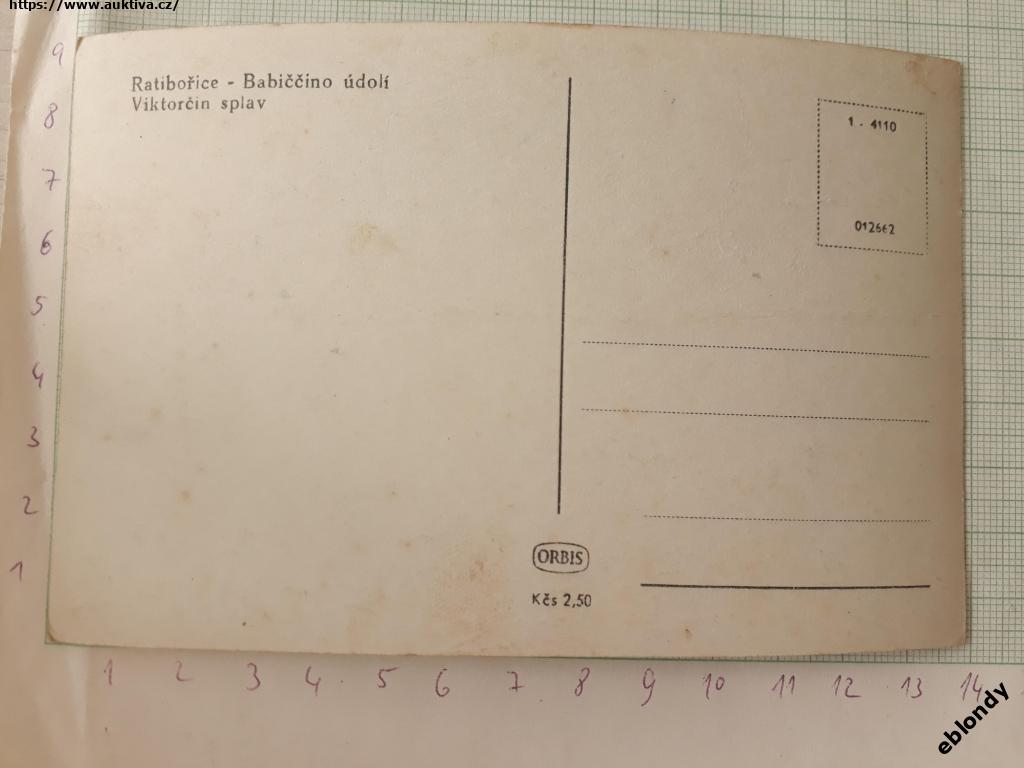 https://www.auktiva.cz/
Ratibořice - Babiččino údolí
Viktorčin splav
1 - 4110
012662
ORBIS
Kčs 2,50
9
8
7
6
5
4
3
2
1
1 2 3 4 5 6 7 8 9 10 11 12 13 14
eblondy